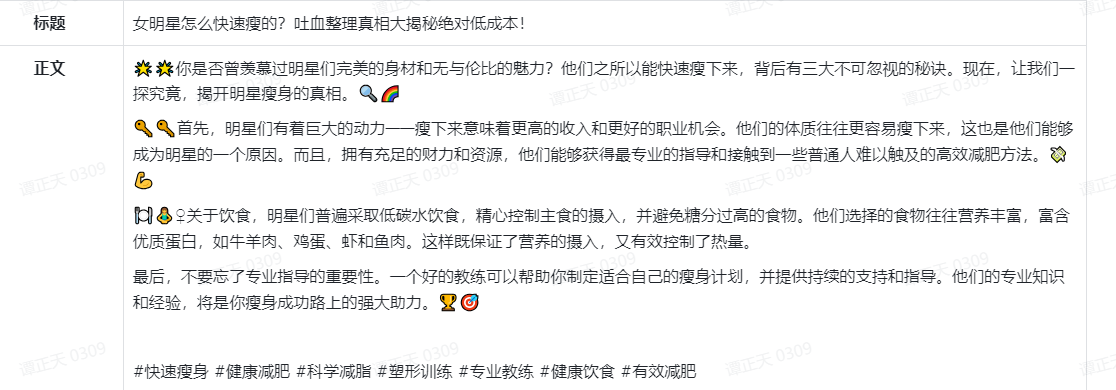 标题
女明星怎么快速瘦的？吐血整理真相大揭秘绝对低成本！
正文
🌟🌟你是否曾羡慕过明星们完美的身材和无与伦比的魅力？他们之所以能快速瘦下来，背后有三大不可忽视的秘诀。现在，让我们一
探究竟，揭开明星瘦身的真相。🔍🌈
🔑🔑首先，明星们有着巨大的动力——瘦下来意味着更高的收入和更好的职业机会。他们的体质往往更容易瘦下来，这也是他们能够
成为明星的一个原因。而且，拥有充足的财力和资源，他们能够获得最专业的指导和接触到一些普通人难以触及的高效减肥方法。💸
💪
🍽🧘♀关于饮食，明星们普遍采取低碳水饮食，精心控制主食的摄入，并避免糖分过高的食物。他们选择的食物往往营养丰富，富含
优质蛋白，如牛羊肉、鸡蛋、虾和鱼肉。这样既保证了营养的摄入，又有效控制了热量。
最后，不要忘了专业指导的重要性。一个好的教练可以帮助你制定适合自己的瘦身计划，并提供持续的支持和指导。他们的专业知识
和经验，将是你瘦身成功路上的强大助力。🏆🎯
#快速瘦身 #健康减肥 #科学减脂 #塑形训练 #专业教练 #健康饮食 #有效减肥
谭正天 0309